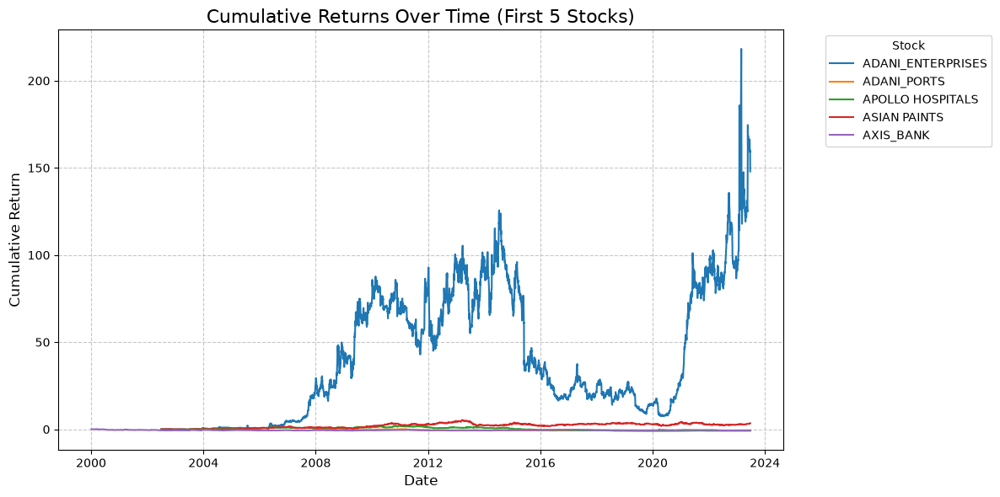 Cumulative Returns Over Time (First 5 Stocks)
Stock
ADANI_ENTERPRISES
ADANI_PORTS
APOLLO HOSPITALS
ASIAN PAINTS
AXIS_BANK
Cumulative Return
200
150
100
50
0
2000 2004 2008 2012 2016 2020 2024
Date